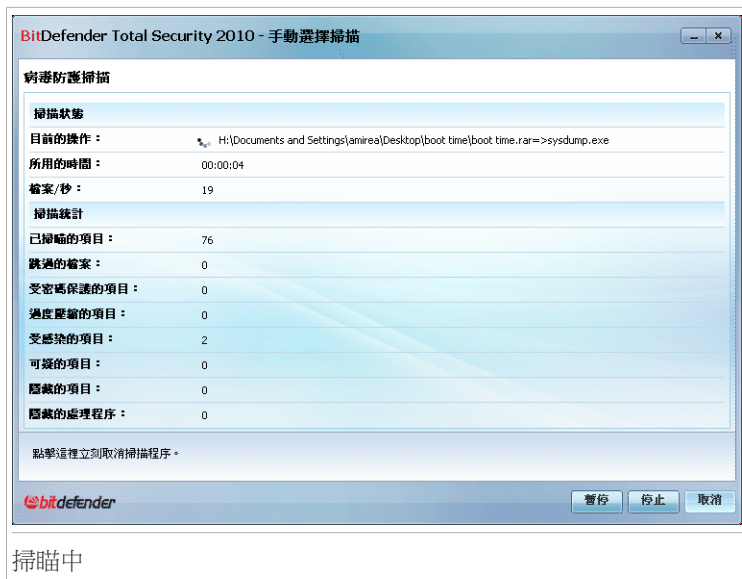 BitDefender Total Security 2010 - 手動選擇掃描
病毒防護掃描
掃描狀態
目前的操作： H:\Documents and Settings\amirea\Desktop\boot time\boot time.rar=>sysdump.exe
所用的時間： 00:00:04
檔案/秒： 19
掃描統計
已掃瞄的項目： 76
跳過的檔案： 0
受密碼保護的項目： 0
過度壓縮的項目： 0
受感染的項目： 2
可疑的項目： 0
隱藏的項目： 0
隱藏的處理程序： 0
點擊這裡立刻取消掃描程序。
bitdefender 暫停 停止 取消
掃瞄中